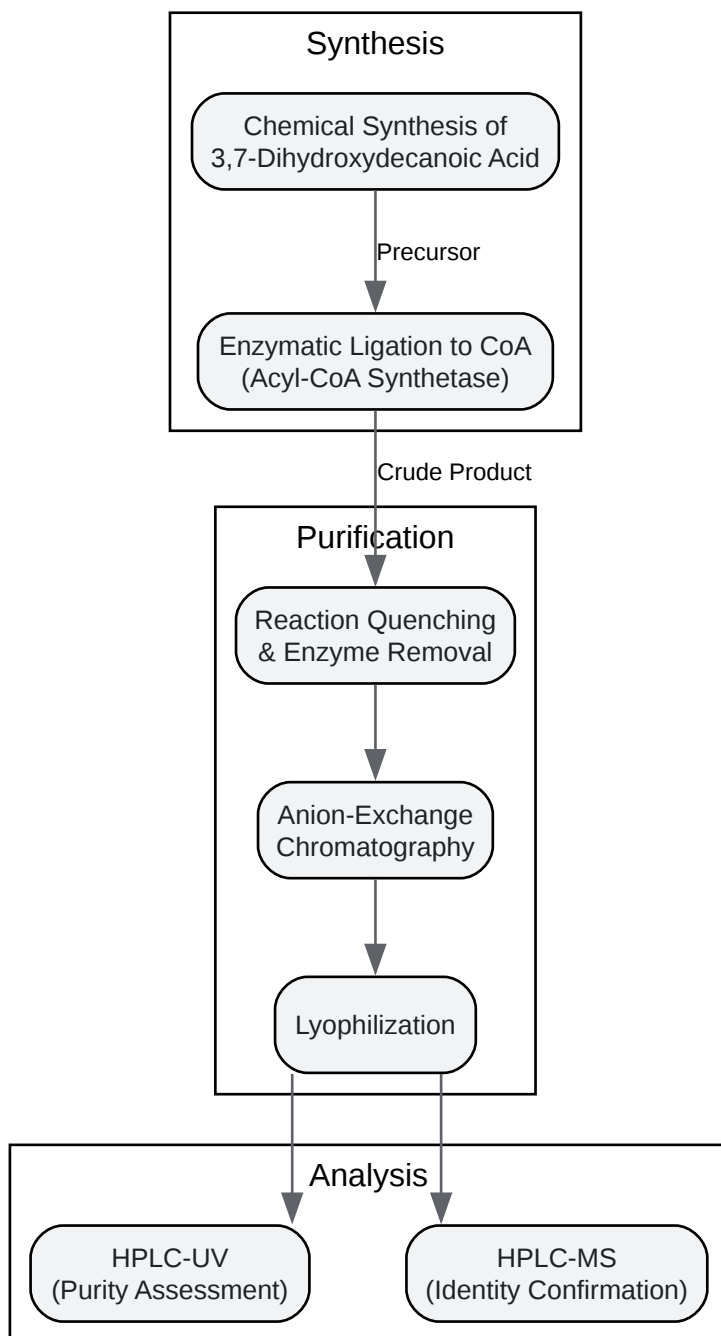 Synthesis
Chemical Synthesis of
3,7-Dihydroxydecanoic Acid
Precursor
Enzymatic Ligation to CoA
(Acyl-CoA Synthetase)
Crude Product
Purification
Reaction Quenching
& Enzyme Removal
Anion-Exchange
Chromatography
Lyophilization
Analysis
HPLC-UV
(Purity Assessment)
HPLC-MS
(Identity Confirmation)